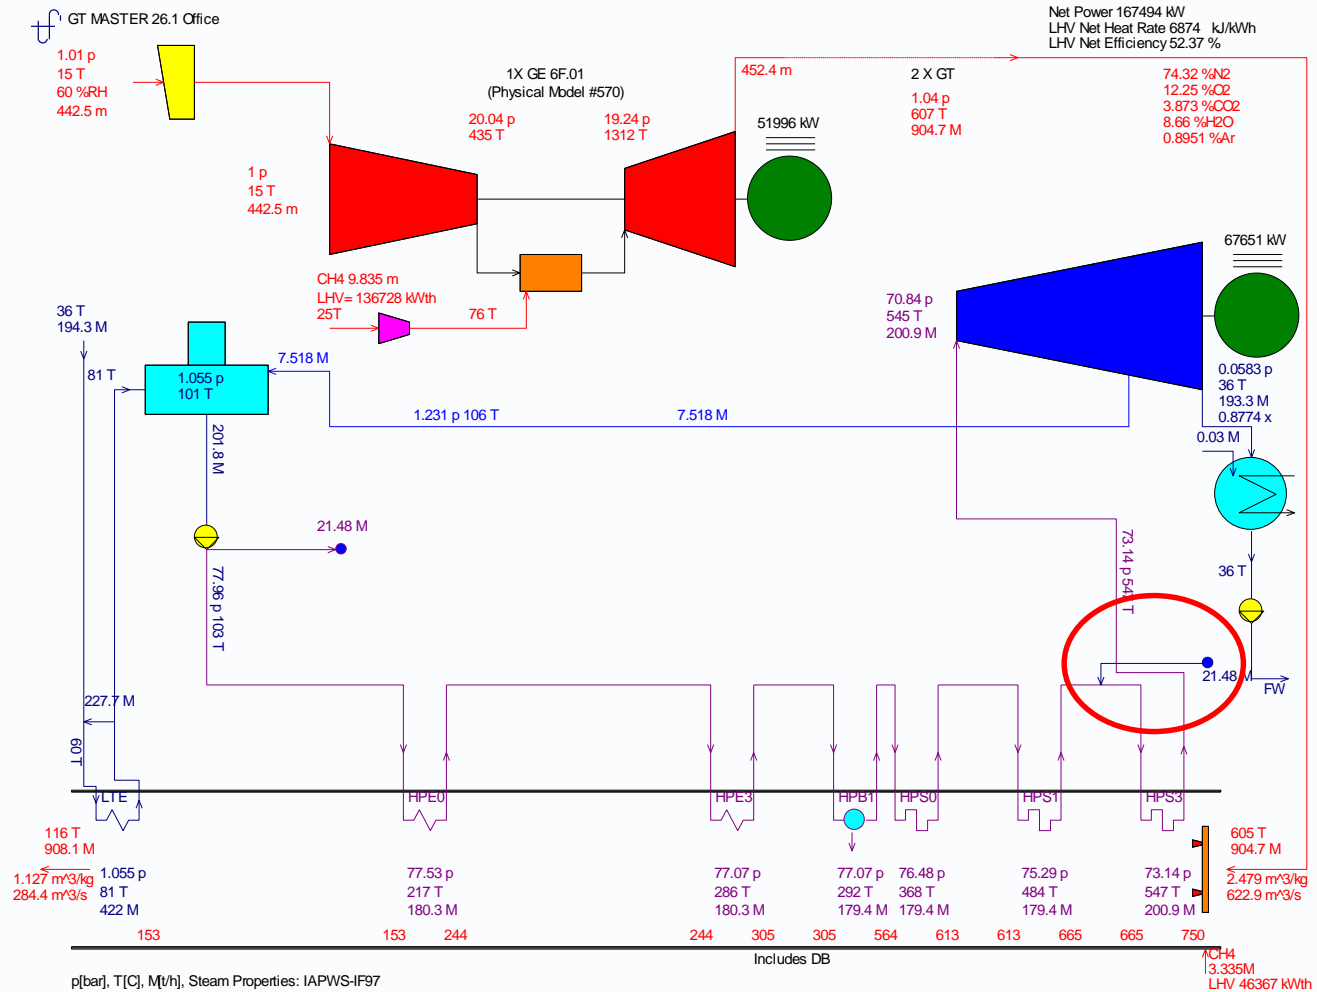 GT MASTER 26.1 Office
Net Power 167494 kW
LHV Net Heat Rate 6874 kJ/kWh
LHV Net Efficiency 52.37 %
1.01 p
15 T
60 %RH
442.5 m
1X GE 6F.01
(Physical Model #570)
452.4 m
2 X GT
1.04 p
607 T
904.7 M
74.32 %N2
12.25 %O2
3.873 %CO2
8.66 %H2O
0.8951 %Ar
20.04 p
435 T
19.24 p
1312 T
51996 kW
1 p
15 T
442.5 m
67651 kW
CH4 9.835 m
LHV= 136728 kWth
25T
76 T
70.84 p
545 T
200.9 M
36 T
194.3 M
81 T
7.518 M
1.055 p
101 T
0.0583 p
36 T
193.3 M
0.8774 x
1.231 p 106 T
7.518 M
0.03 M
201.8 M
21.48 M
77.96 p 103 T
73.14 p 547 T
36 T
21.48 M
FW
227.7 M
60 T
LTE
HPE0
HPE3
HPB1
HPS0
HPS1
HPS3
116 T
908.1 M
1.127 m^3/kg
284.4 m^3/s
1.055 p
81 T
422 M
77.53 p
217 T
180.3 M
77.07 p
286 T
180.3 M
77.07 p
292 T
179.4 M
76.48 p
368 T
179.4 M
75.29 p
484 T
179.4 M
73.14 p
547 T
200.9 M
605 T
904.7 M
2.479 m^3/kg
622.9 m^3/s
153
153
244
244
305
305
564
613
613
665
665
750
Includes DB
CH4
3.335M
LHV 46367 kWth
p[bar], T[C], M[t/h], Steam Properties: IAPWS-IF97